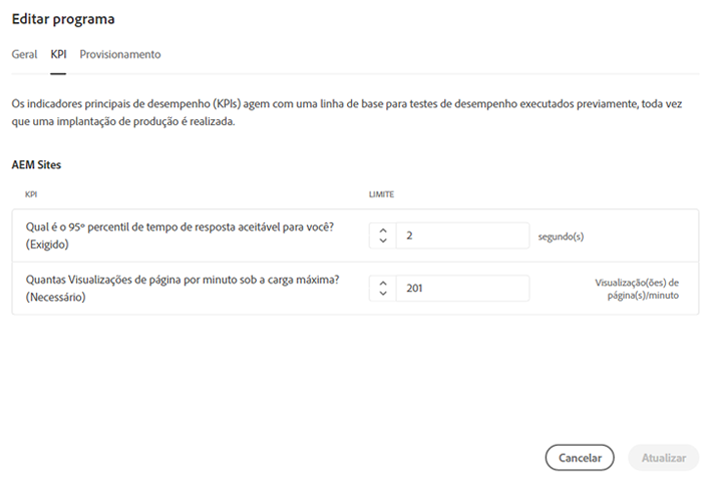 Editar programa
Geral KPI Provisionamento
Os indicadores principais de desempenho (KPIs) agem com uma linha de base para testes de desempenho executados previamente, toda vez
que uma implantação de produção é realizada.
AEM Sites
KPI LIMITE
Qual é o 95º percentil de tempo de resposta aceitável para você?
(Exigido)
2 segundo(s)
Quantas Visualizações de página por minuto sob a carga máxima?
(Necessário)
201
Visualização(ões) de
página(s)/minuto
Cancelar Atualizar